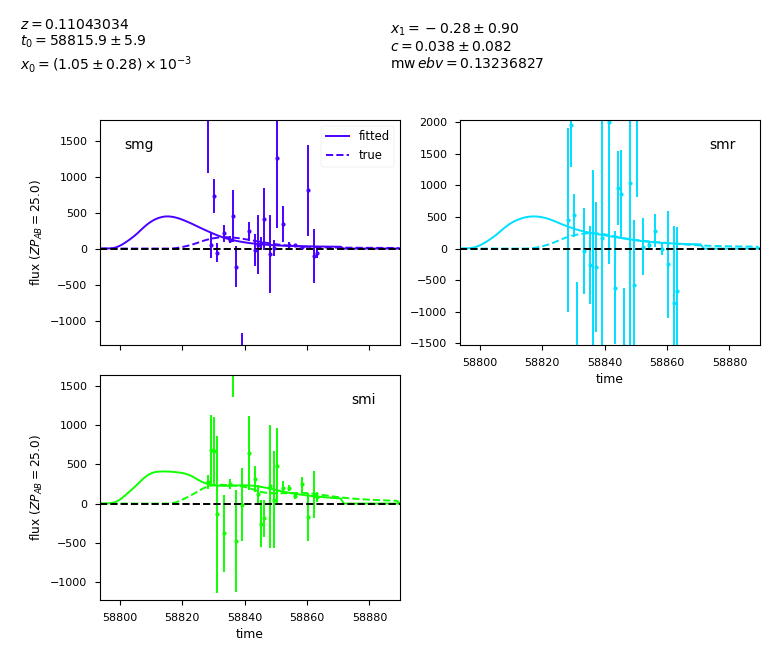 z = 0.11043034
t₀ = 58815.9 ± 5.9
x₀ = (1.05 ± 0.28) × 10⁻³
x₁ = −0.28 ± 0.90
c = 0.038 ± 0.082
mw ebv = 0.13236827
smg
fitted
true
1500
1000
500
0
−500
−1000
flux (ZP_AB = 25.0)
smr
2000
1500
1000
500
0
−500
−1000
−1500
58800 58820 58840 58860 58880
time
smi
1500
1000
500
0
−500
−1000
flux (ZP_AB = 25.0)
58800 58820 58840 58860 58880
time